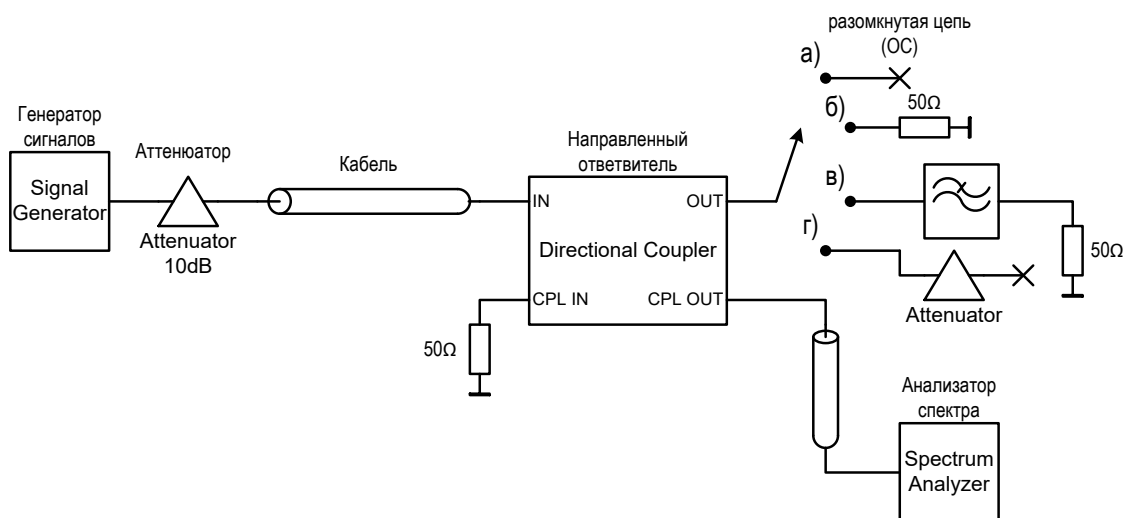 разомкнутая цепь
(ОС)
а)
б)
50Ω
Генератор
сигналов
Signal
Generator
Аттенюатор
Attenuator
10dB
Кабель
Направленный
ответвитель
IN
OUT
Directional Coupler
CPL IN
CPL OUT
в)
г)
50Ω
Attenuator
50Ω
Анализатор
спектра
Spectrum
Analyzer